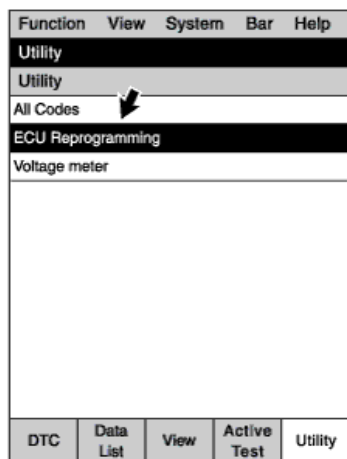 Function View System Bar Help
Utility
Utility
All Codes
ECU Reprogramming
Voltage meter
DTC Data List View Active Test Utility